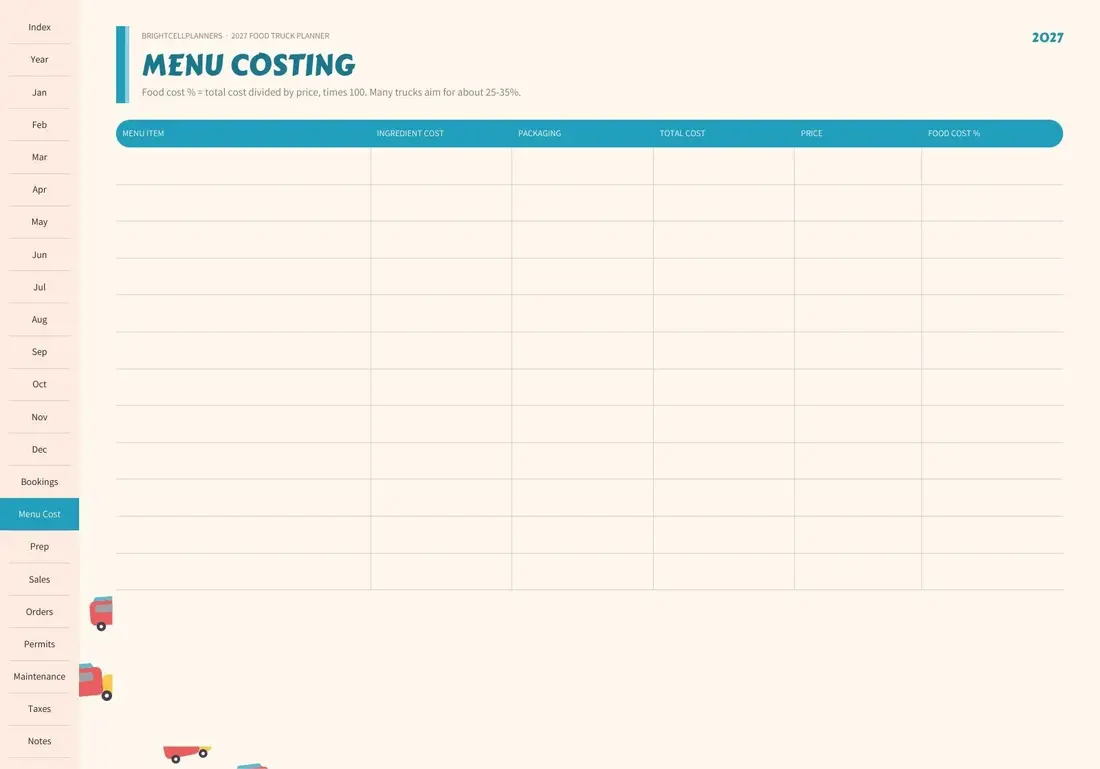 Index
Year
Jan
Feb
Mar
Apr
May
Jun
Jul
Aug
Sep
Oct
Nov
Dec
Bookings
Menu Cost
Prep
Sales
Orders
Permits
Maintenance
Taxes
Notes
BRIGHTCELLPLANNERS · 2027 FOOD TRUCK PLANNER
2027
MENU COSTING
Food cost % = total cost divided by price, times 100. Many trucks aim for about 25-35%.
MENU ITEM INGREDIENT COST PACKAGING TOTAL COST PRICE FOOD COST %